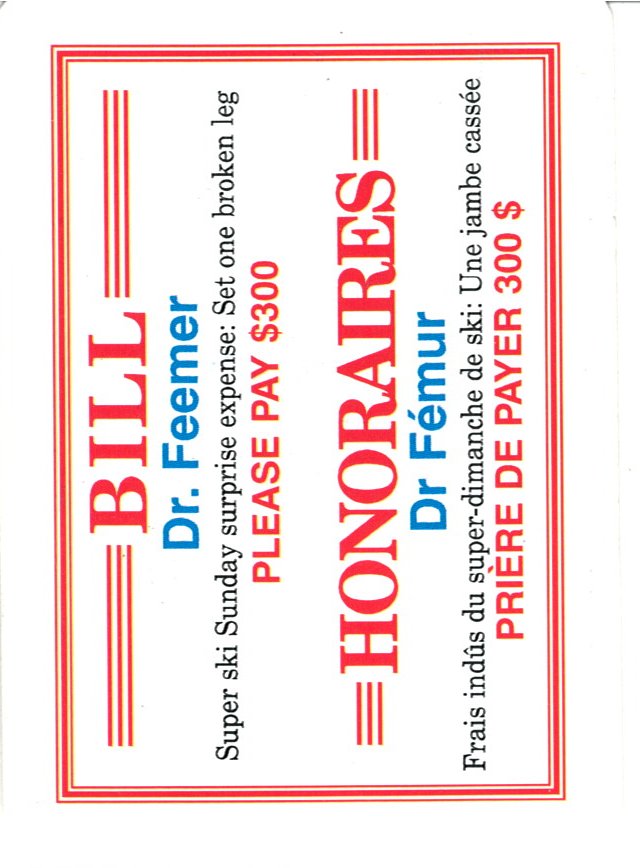 BILL
Dr. Feemer
Super ski Sunday surprise expense: Set one broken leg
PLEASE PAY $300
HONORAIRES
Dr Fémur
Frais indûs du super-dimanche de ski: Une jambe cassée
PRIÈRE DE PAYER 300 $